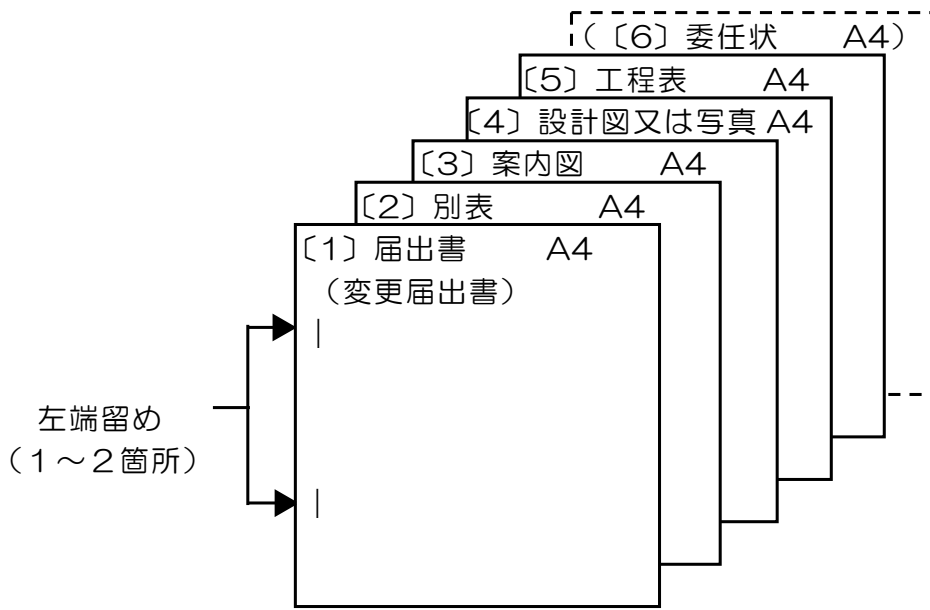 （〔6〕委任状　　A4）
〔5〕工程表　　A4
〔4〕設計図又は写真 A4
〔3〕案内図　　A4
〔2〕別表　　A4
〔1〕届出書　　A4
（変更届出書）
左端留め
（１～２箇所）